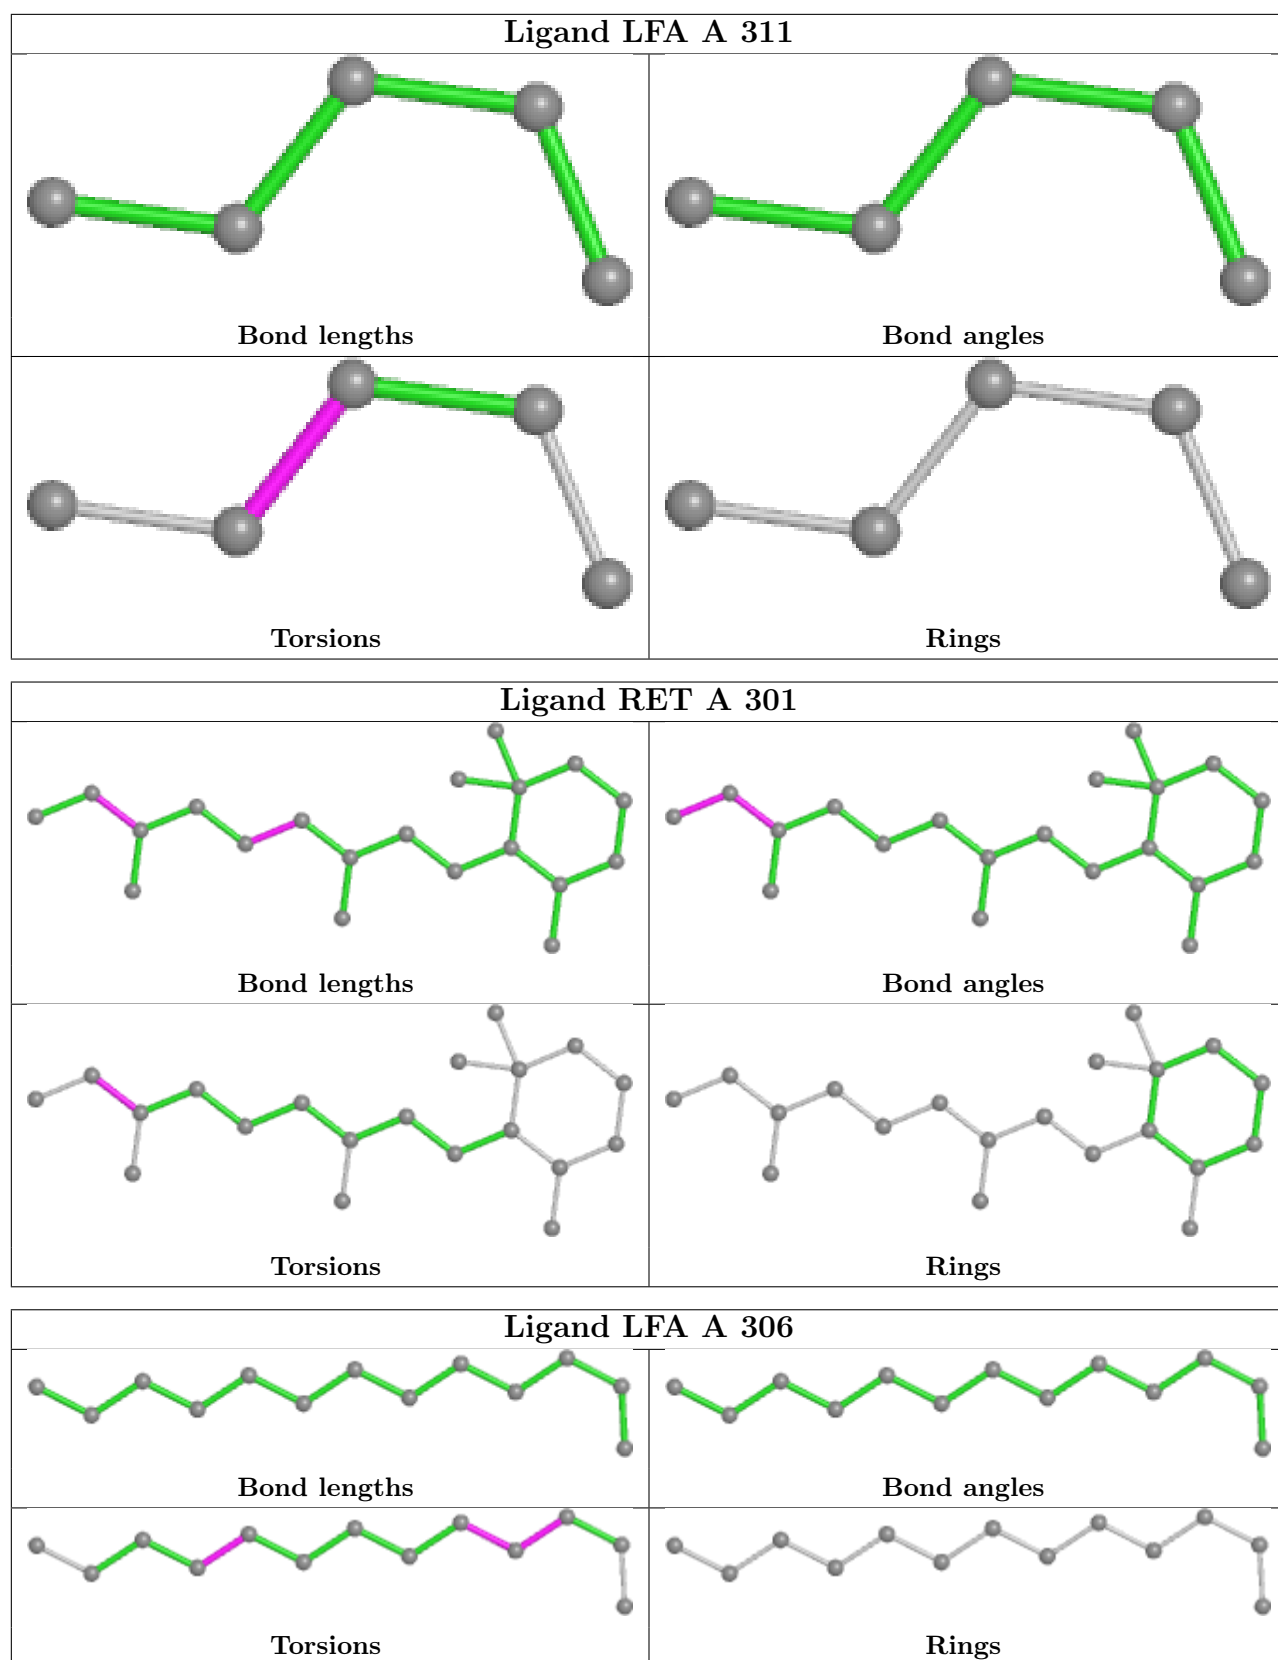 Ligand LFA A 311
Bond lengths
Bond angles
Torsions
Rings
Ligand RET A 301
Bond lengths
Bond angles
Torsions
Rings
Ligand LFA A 306
Bond lengths
Bond angles
Torsions
Rings